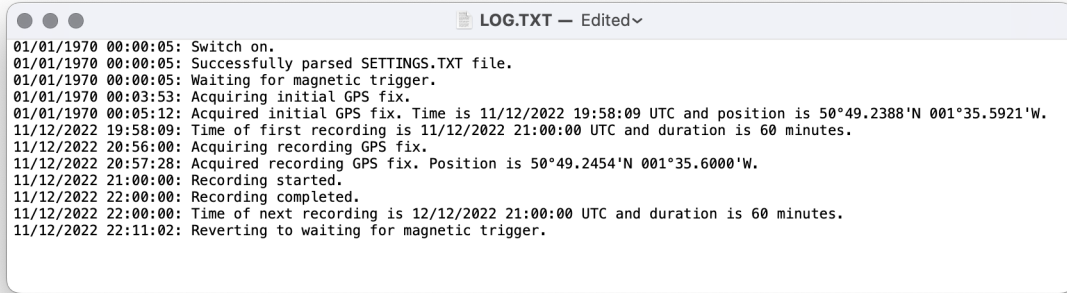 LOG.TXT — Edited
01/01/1970 00:00:05: Switch on.
01/01/1970 00:00:05: Successfully parsed SETTINGS.TXT file.
01/01/1970 00:00:05: Waiting for magnetic trigger.
01/01/1970 00:03:53: Acquiring initial GPS fix.
01/01/1970 00:05:12: Acquired initial GPS fix. Time is 11/12/2022 19:58:09 UTC and position is 50°49.2388'N 001°35.5921'W.
11/12/2022 19:58:09: Time of first recording is 11/12/2022 21:00:00 UTC and duration is 60 minutes.
11/12/2022 20:56:00: Acquiring recording GPS fix.
11/12/2022 20:57:28: Acquired recording GPS fix. Position is 50°49.2454'N 001°35.6000'W.
11/12/2022 21:00:00: Recording started.
11/12/2022 22:00:00: Recording completed.
11/12/2022 22:00:00: Time of next recording is 12/12/2022 21:00:00 UTC and duration is 60 minutes.
11/12/2022 22:11:02: Reverting to waiting for magnetic trigger.